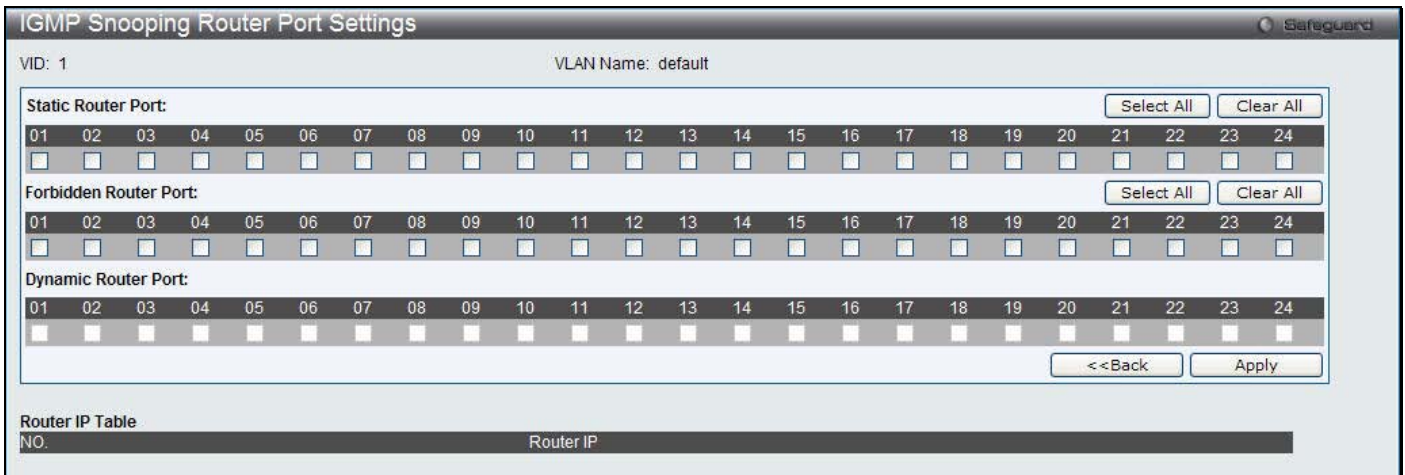 IGMP Snooping Router Port Settings Safeguard
VID: 1 VLAN Name: default
Static Router Port: Select All Clear All
01 02 03 04 05 06 07 08 09 10 11 12 13 14 15 16 17 18 19 20 21 22 23 24
Forbidden Router Port: Select All Clear All
01 02 03 04 05 06 07 08 09 10 11 12 13 14 15 16 17 18 19 20 21 22 23 24
Dynamic Router Port:
01 02 03 04 05 06 07 08 09 10 11 12 13 14 15 16 17 18 19 20 21 22 23 24
<<Back Apply
Router IP Table
NO. Router IP